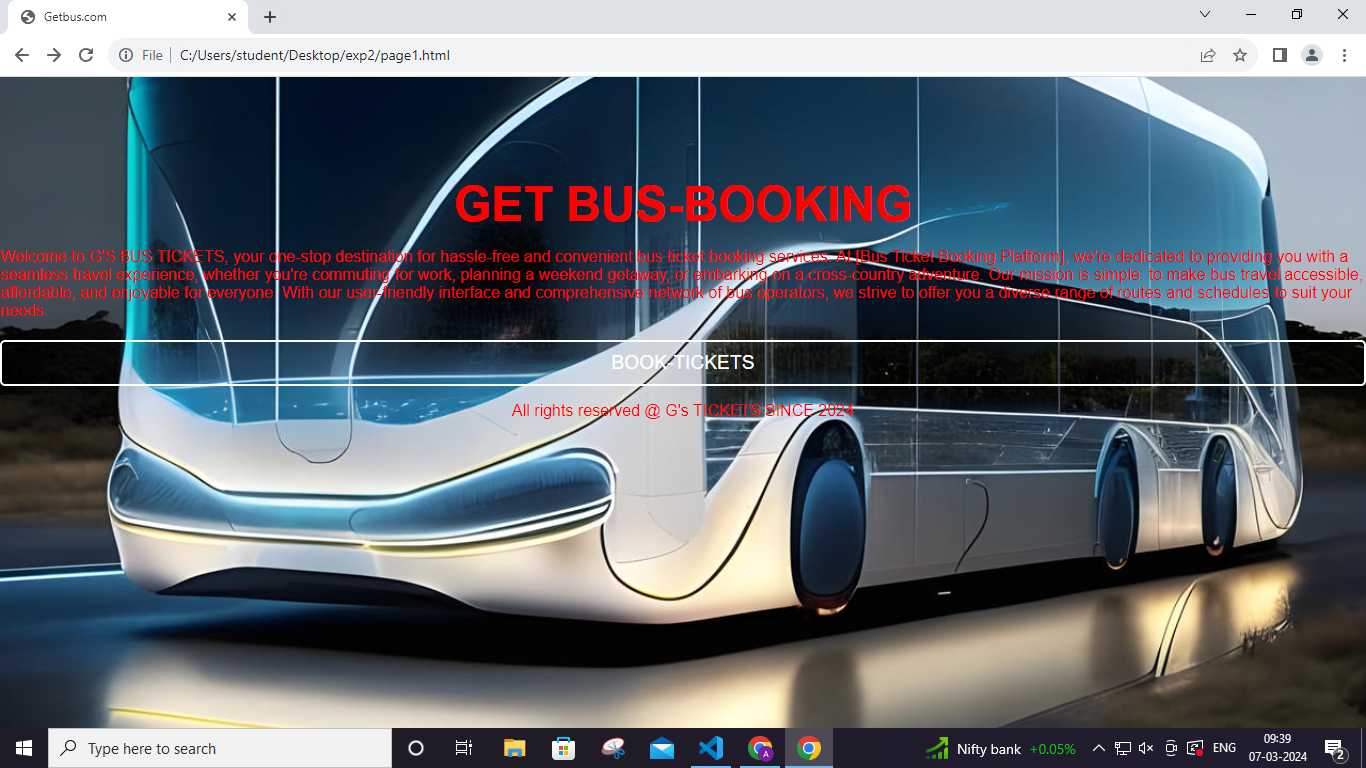 Getbus.com
File
C:/Users/student/Desktop/exp2/page1.html
GET BUS-BOOKING
Welcome to G'S BUS TICKETS, your one-stop destination for hassle-free and convenient bus ticket booking services. At [Bus Ticket Booking Platform], we're dedicated to providing you with a
seamless travel experience, whether you're commuting for work, planning a weekend getaway, or embarking on a cross-country adventure. Our mission is simple: to make bus travel accessible,
affordable, and enjoyable for everyone. With our user-friendly interface and comprehensive network of bus operators, we strive to offer you a diverse range of routes and schedules to suit your
needs.
BOOK-TICKETS
All rights reserved @ G's TICKETS SINCE 2024
Type here to search
A
Nifty bank +0.05%
ENG
09:39
07-03-2024
2